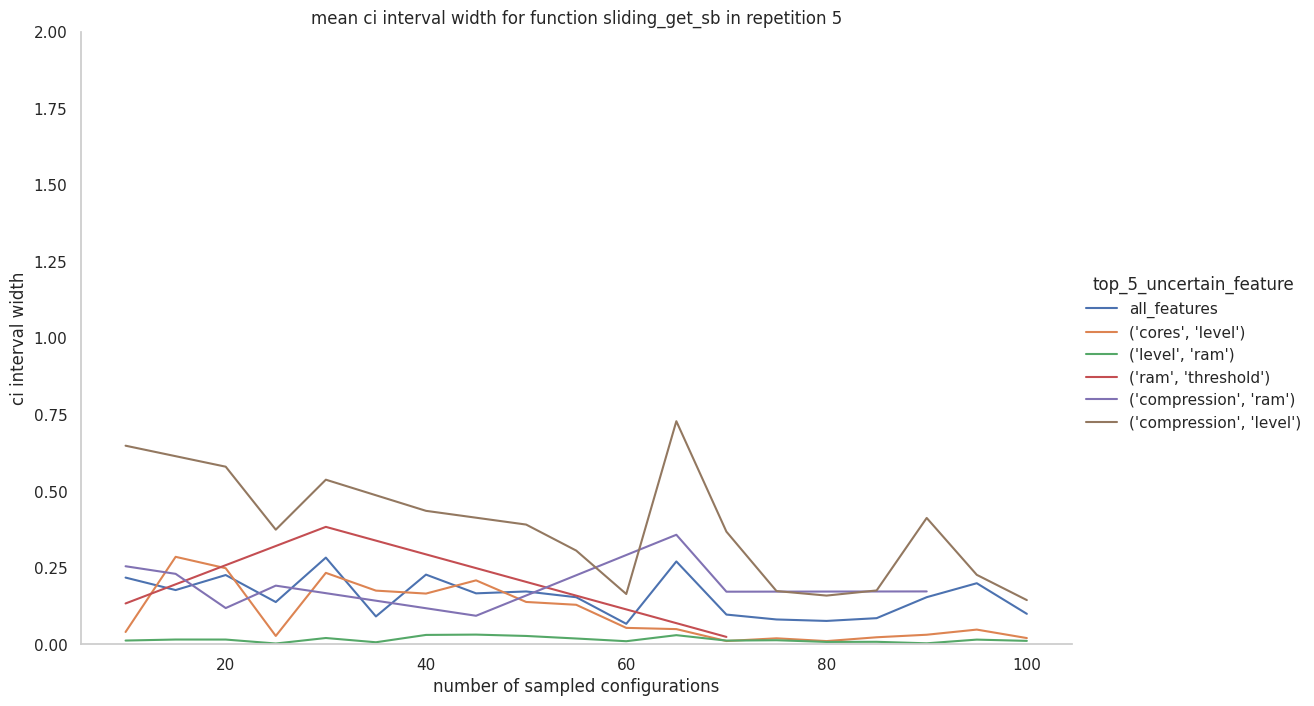 mean ci interval width for function sliding_get_sb in repetition 5
2.00
1.75
1.50
1.25
1.00
0.75
0.50
0.25
0.00
ci interval width
20
40
60
80
100
number of sampled configurations
top_5_uncertain_feature
all_features
('cores', 'level')
('level', 'ram')
('ram', 'threshold')
('compression', 'ram')
('compression', 'level')